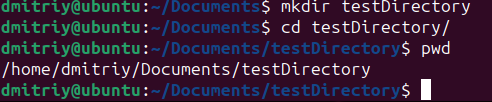 dmitriy@ubuntu:~/Documents$ mkdir testDirectory
dmitriy@ubuntu:~/Documents$ cd testDirectory/
dmitriy@ubuntu:~/Documents/testDirectory$ pwd
/home/dmitriy/Documents/testDirectory
dmitriy@ubuntu:~/Documents/testDirectory$